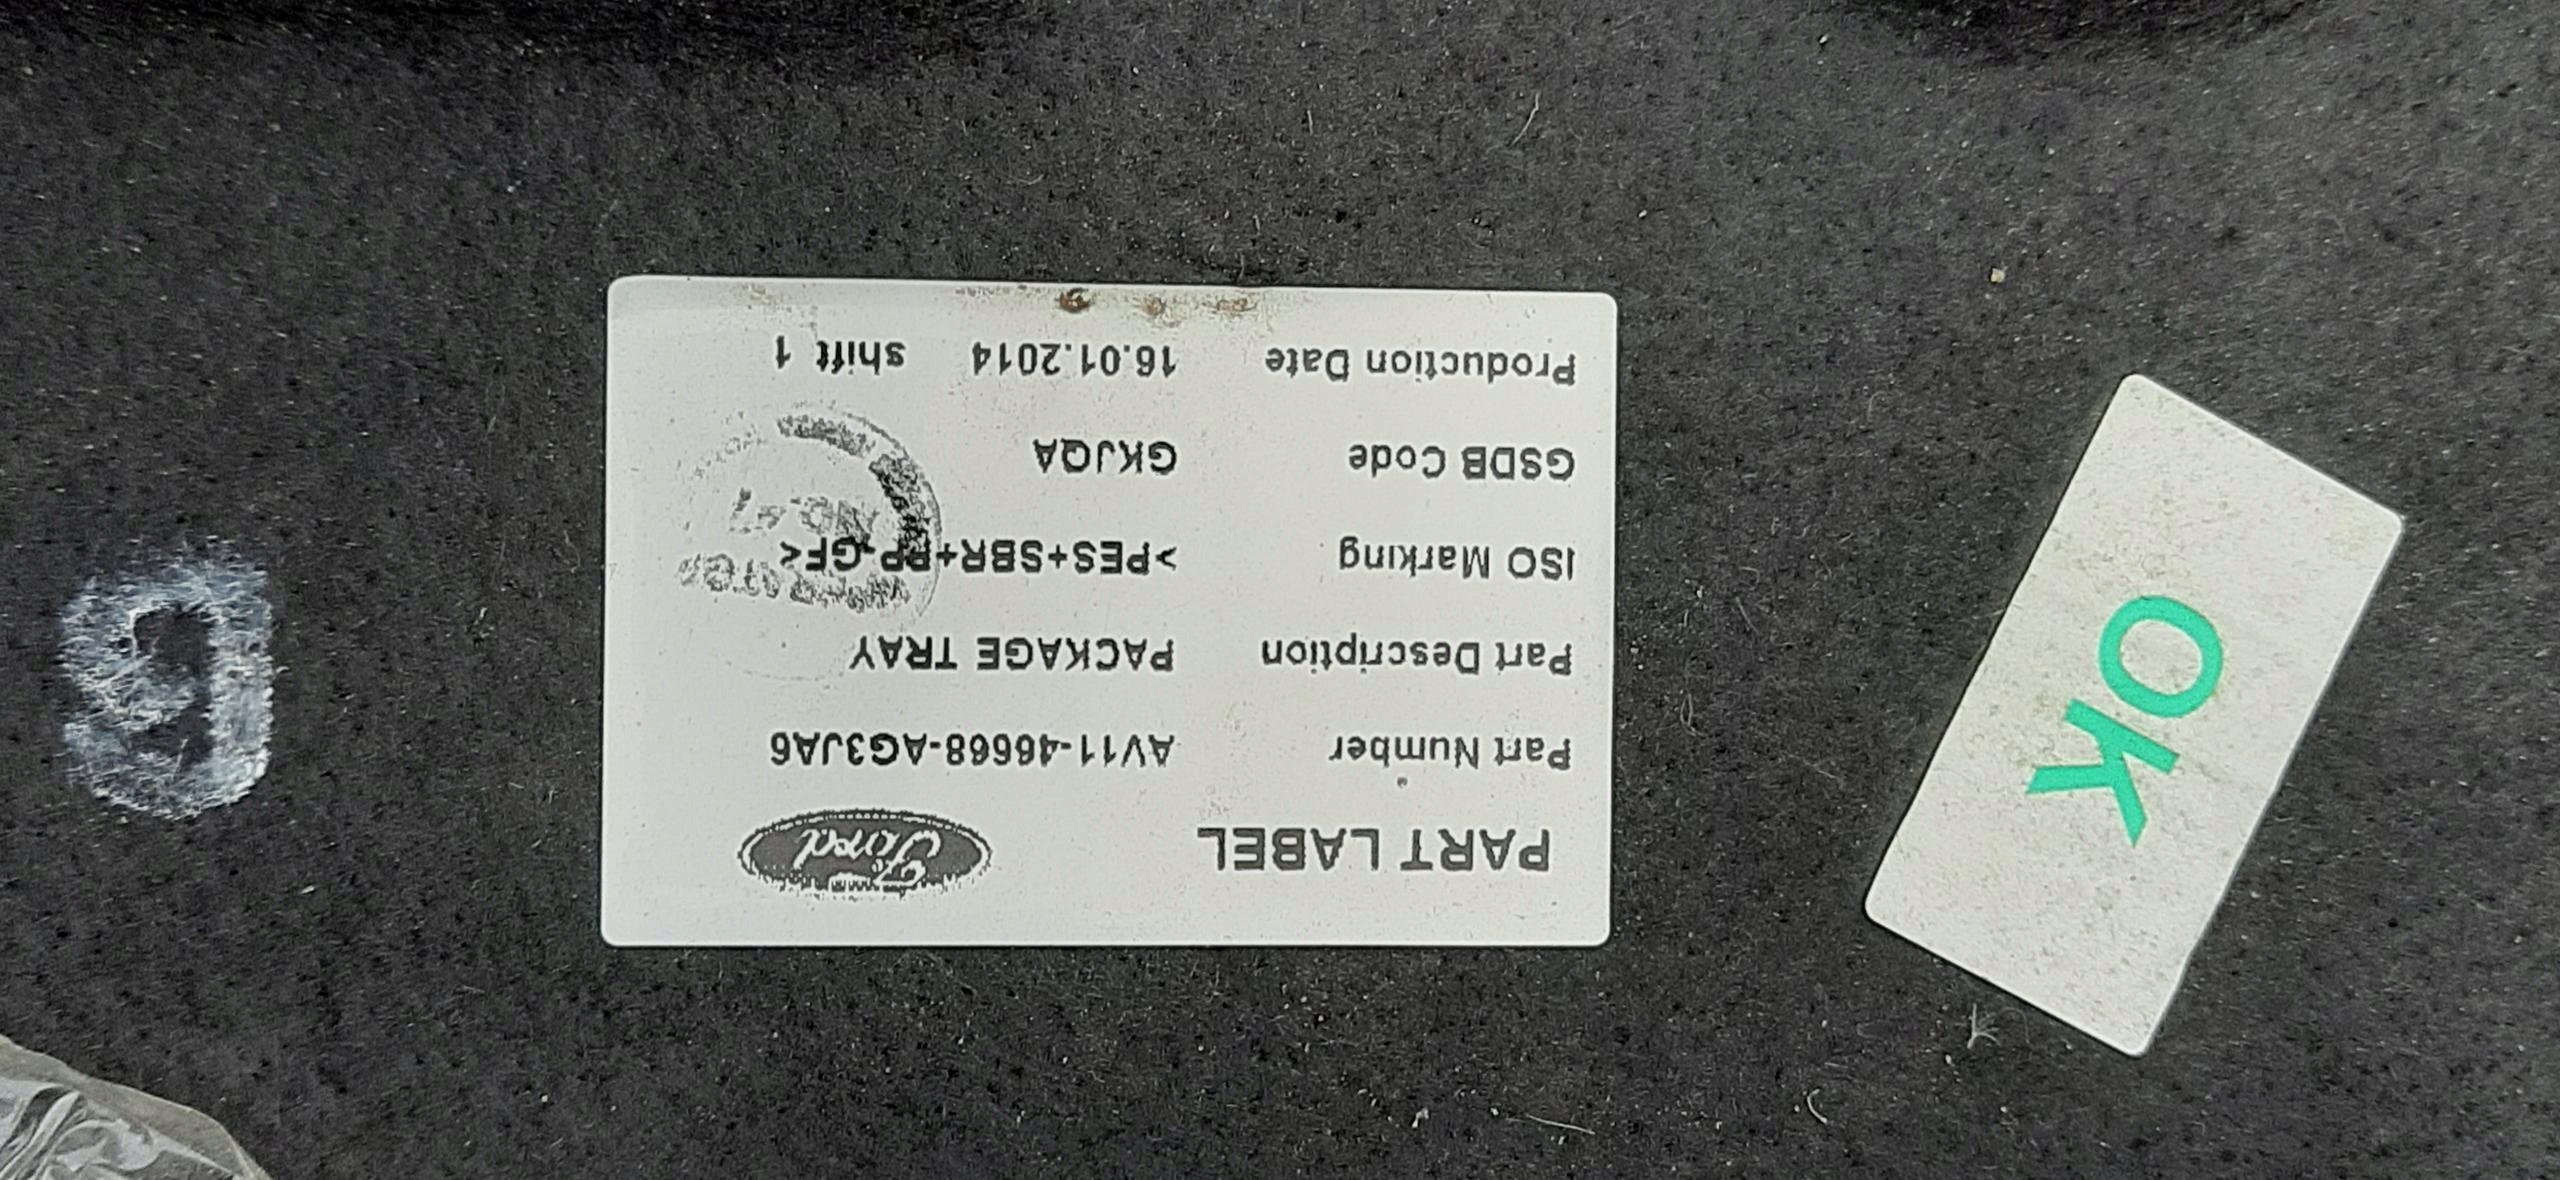 PART LABEL
Ford
Part Number AV11-46668-AG3JA6
Part Description PACKAGE TRAY
ISO Marking >PES+SBR+PP-GF<
GSDB Code GKJQA
Production Date 16.01.2014 shift 1
OK